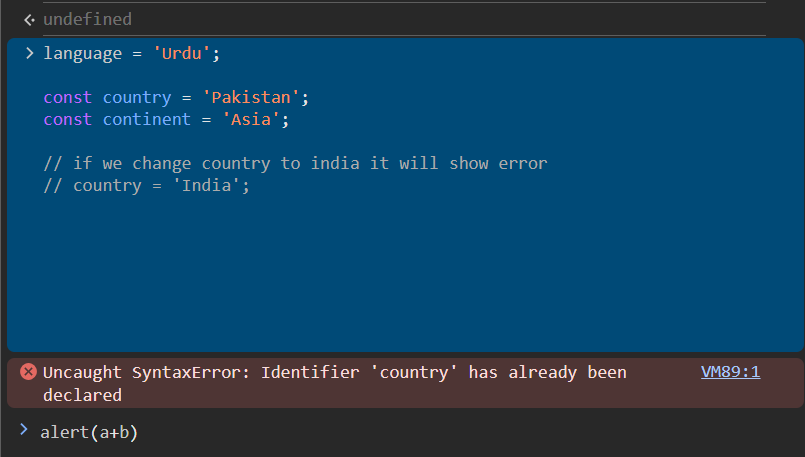 undefined
language = 'Urdu';
const country = 'Pakistan';
const continent = 'Asia';
// if we change country to india it will show error
// country = 'India';
Uncaught SyntaxError: Identifier 'country' has already been VM89:1
declared
alert(a+b)